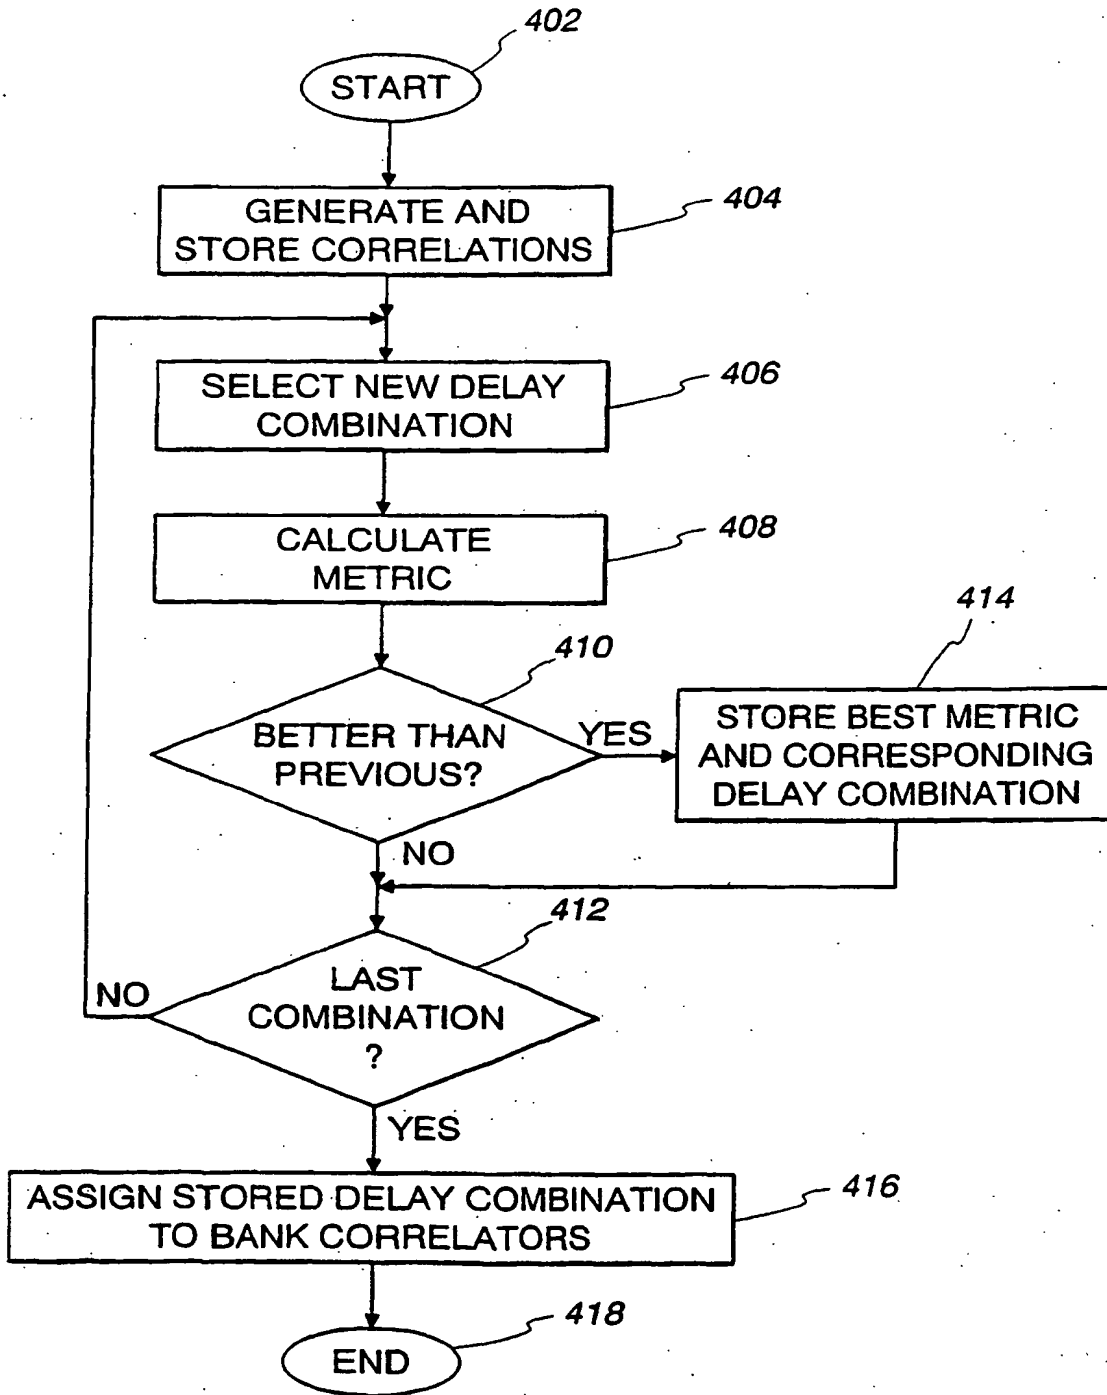 402
START
GENERATE AND
STORE CORRELATIONS
404
SELECT NEW DELAY
COMBINATION
406
CALCULATE
METRIC
408
410
BETTER THAN
PREVIOUS?
YES
NO
414
STORE BEST METRIC
AND CORRESPONDING
DELAY COMBINATION
412
LAST
COMBINATION
?
NO
YES
ASSIGN STORED DELAY COMBINATION
TO BANK CORRELATORS
416
418
END